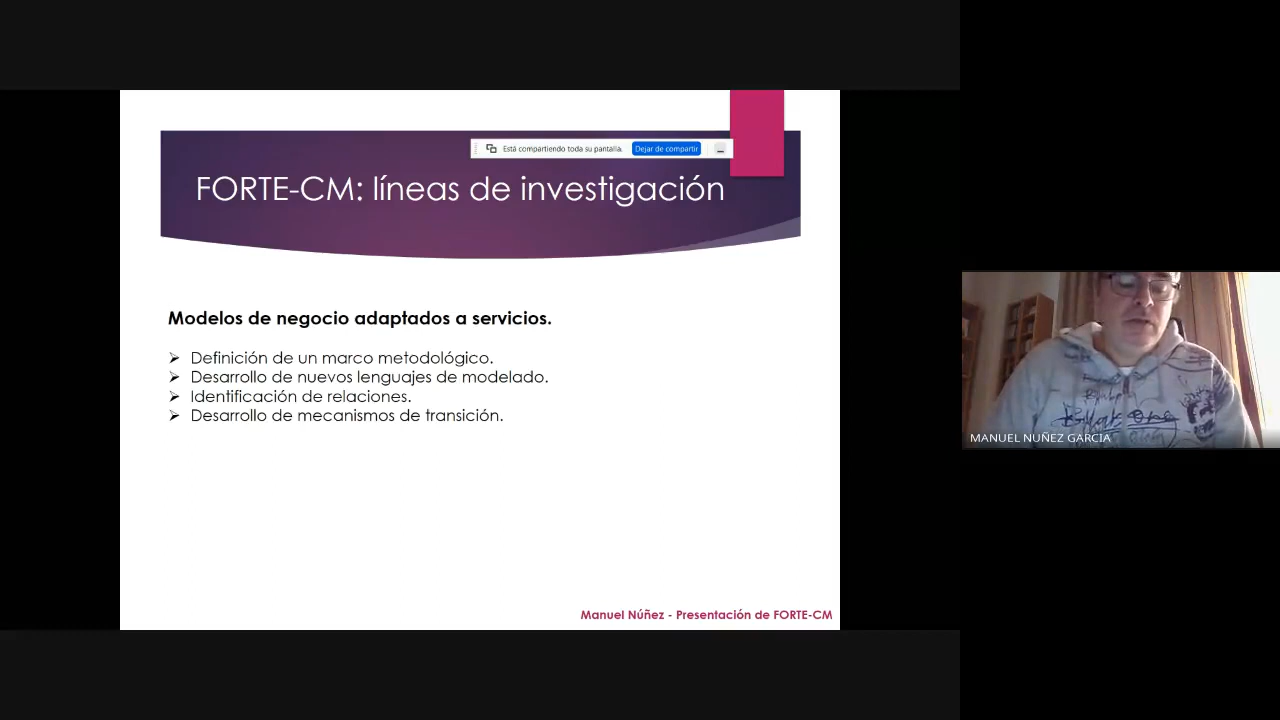 Está compartiendo toda su pantalla.
Dejar de compartir
FORTE-CM: líneas de investigación
Modelos de negocio adaptados a servicios.
➢ Definición de un marco metodológico.
➢ Desarrollo de nuevos lenguajes de modelado.
➢ Identificación de relaciones.
➢ Desarrollo de mecanismos de transición.
Manuel Núñez - Presentación de FORTE-CM
MANUEL NUÑEZ GARCIA